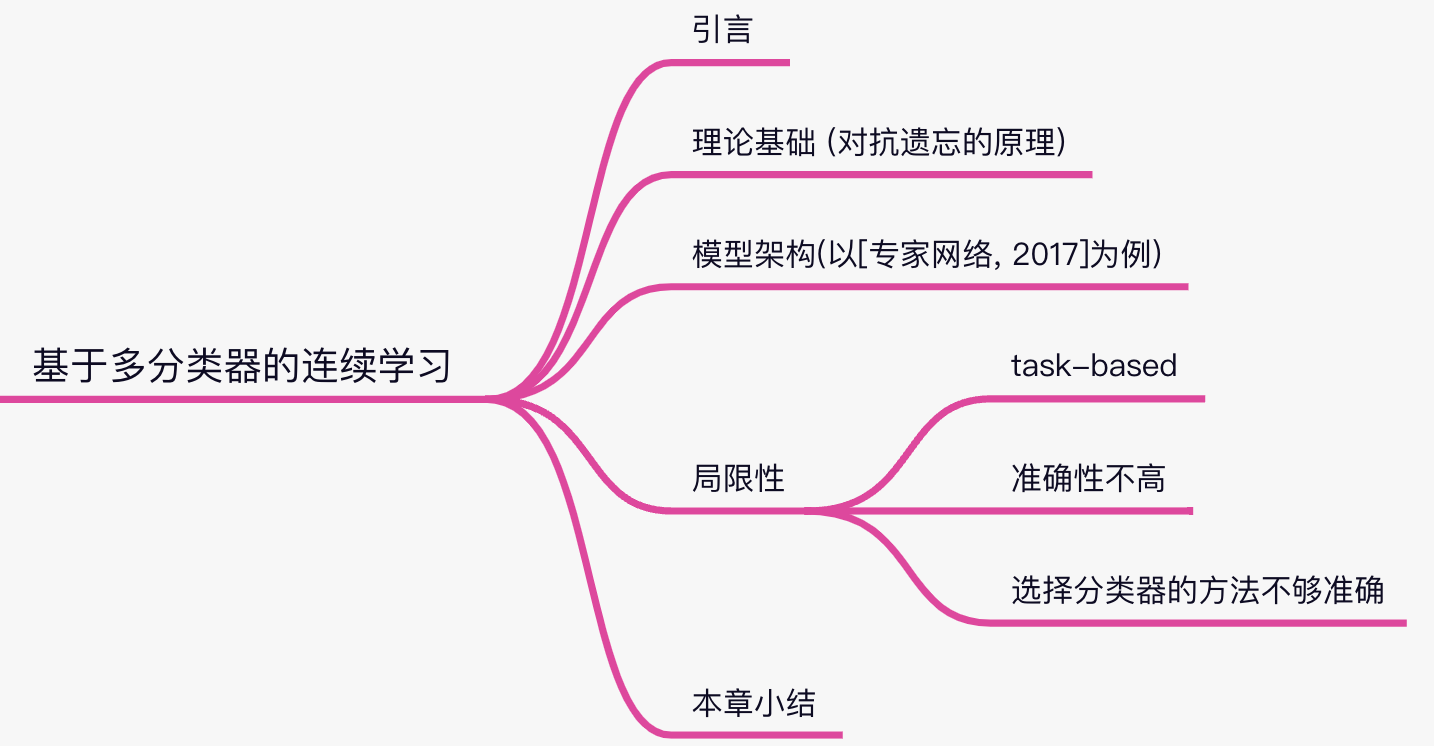 引言
理论基础 (对抗遗忘的原理)
模型架构(以[专家网络, 2017]为例)
基于多分类器的连续学习
task-based
局限性
准确性不高
选择分类器的方法不够准确
本章小结